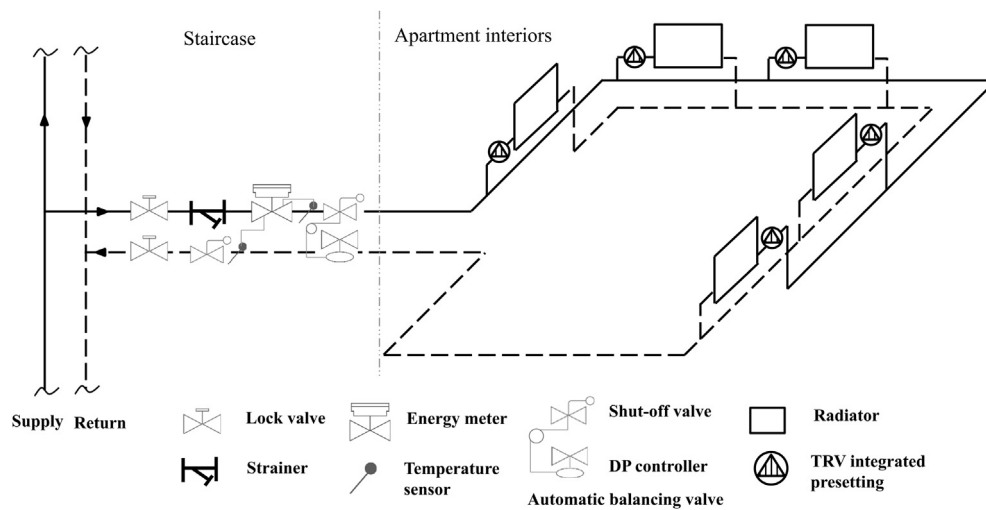 Staircase
Apartment interiors
Supply
Return
Lock valve
Energy meter
Shut-off valve
Radiator
Strainer
Temperature
sensor
DP controller
TRV integrated
presetting
Automatic balancing valve